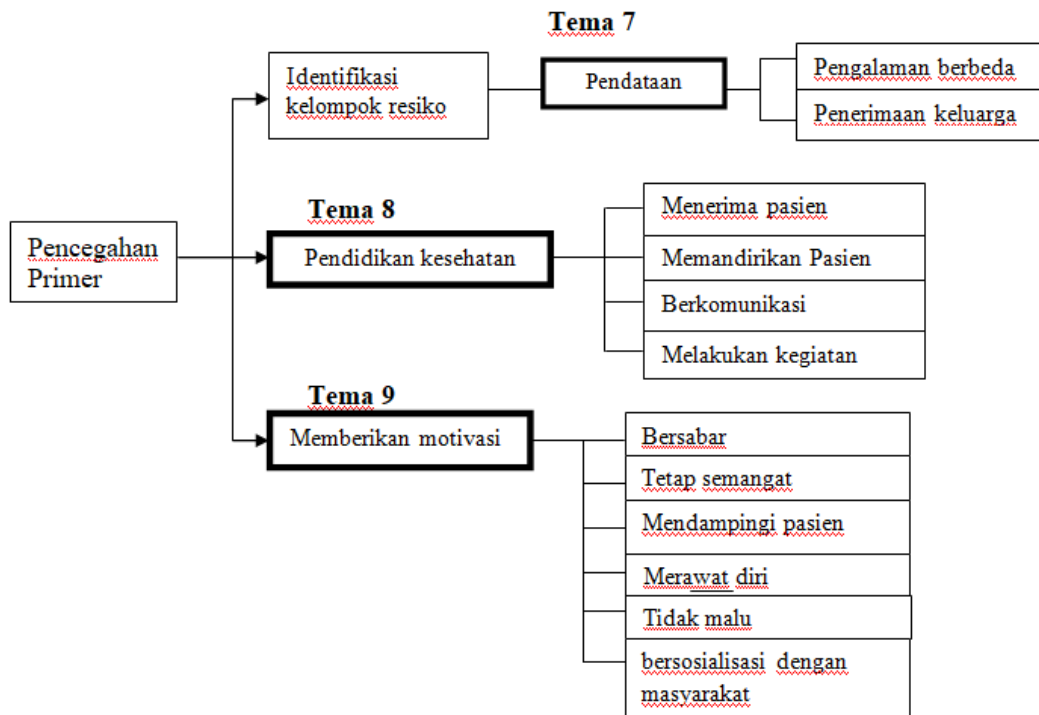 Tema 7
Identifikasi
kelompok resiko
Pendataan
Pengalaman berbeda
Penerimaan keluarga
Pencegahan
Primer
Tema 8
Pendidikan kesehatan
Menerima pasien
Memandirikan Pasien
Berkomunikasi
Melakukan kegiatan
Tema 9
Memberikan motivasi
Bersabar
Tetap semangat
Mendampingi pasien
Merawat diri
Tidak malu
bersosialisasi dengan
masyarakat